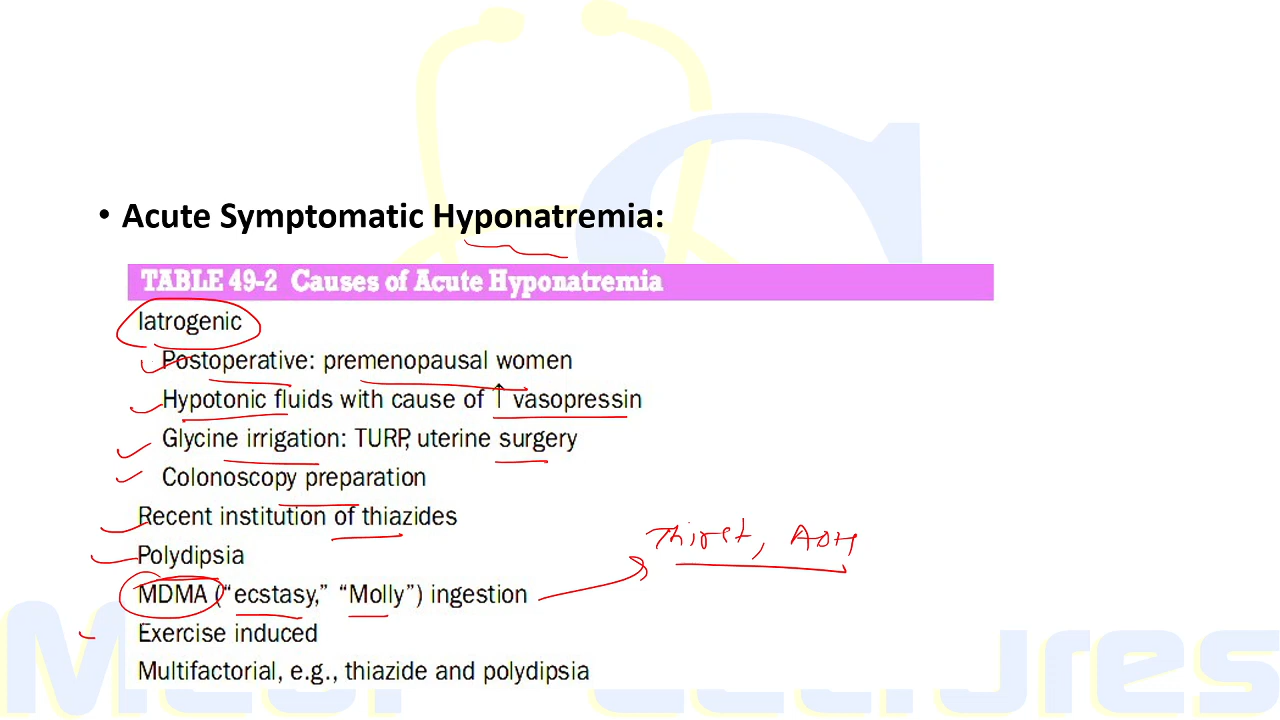 • Acute Symptomatic Hyponatremia:
TABLE 49-2 Causes of Acute Hyponatremia
Iatrogenic
Postoperative: premenopausal women
Hypotonic fluids with cause of ↑ vasopressin
Glycine irrigation: TURP, uterine surgery
Colonoscopy preparation
Recent institution of thiazides
Polydipsia
Thirst, ADH
MDMA (“ecstasy,” “Molly”) ingestion
Exercise induced
Multifactorial, e.g., thiazide and polydipsia